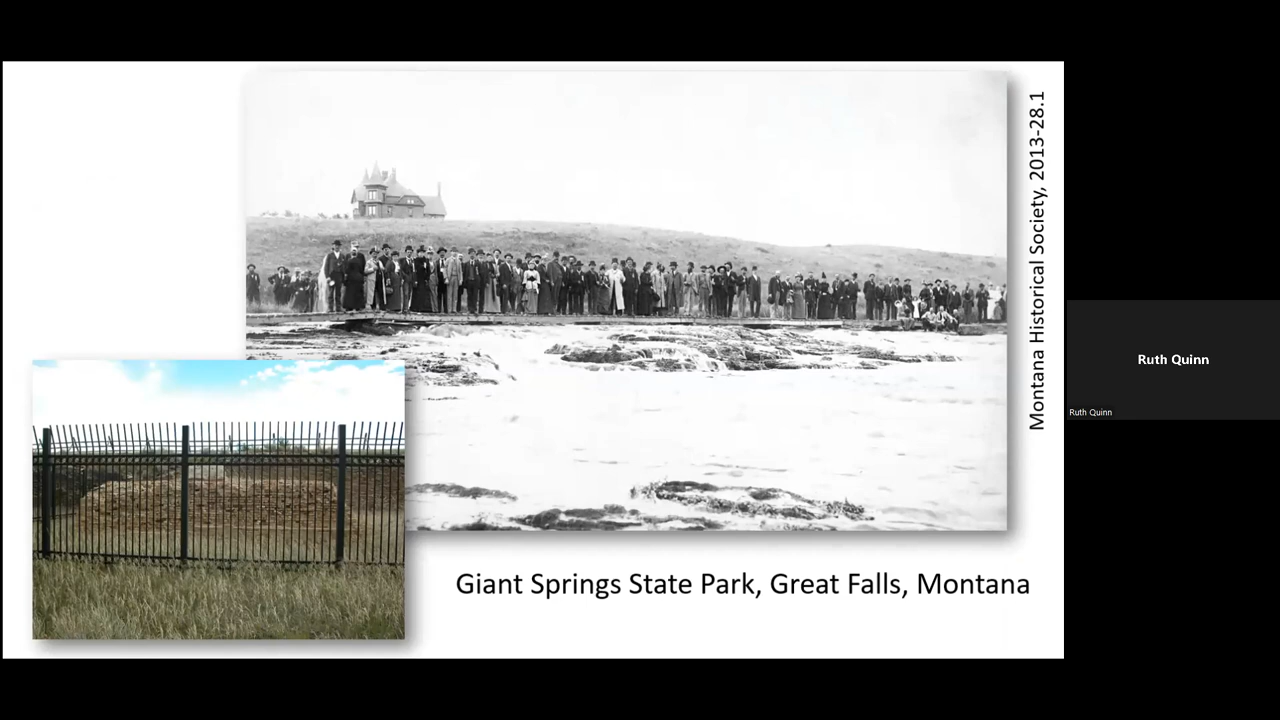 Montana Historical Society, 2013-28.1
Giant Springs State Park, Great Falls, Montana
Ruth Quinn
Ruth Quinn